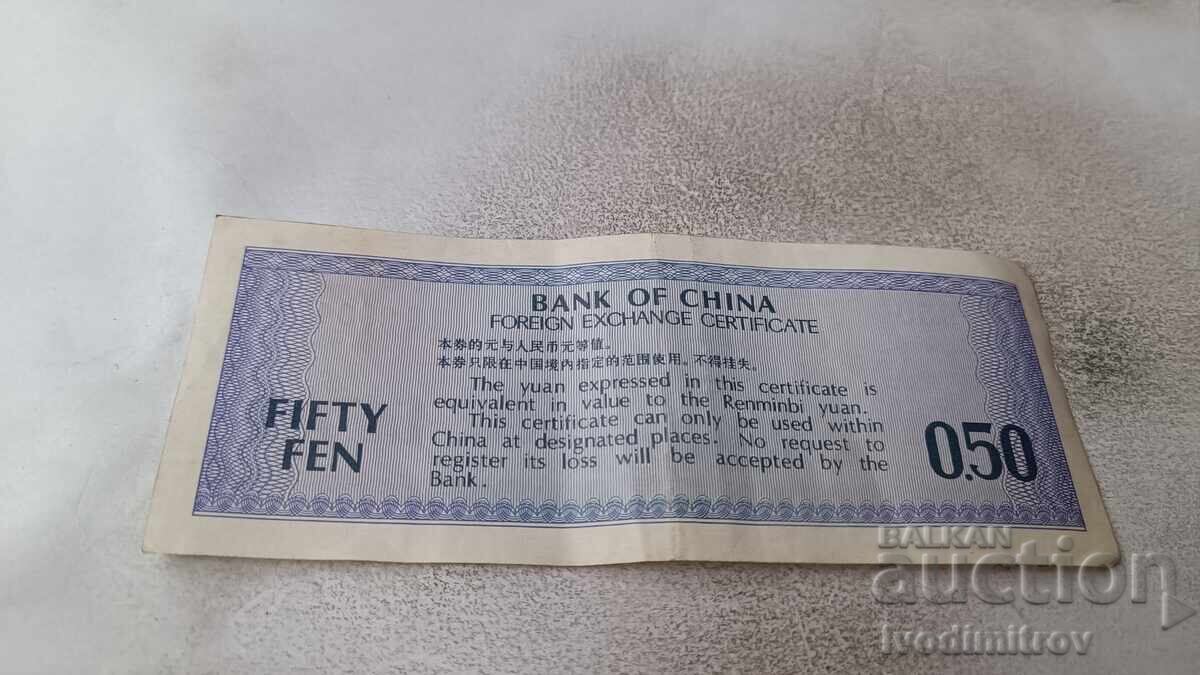 BANK OF CHINA
FOREIGN EXCHANGE CERTIFICATE
本券的元与人民币元等值。
本券只限在中国境内指定的范围使用。不得挂失。
The yuan expressed in this certificate is
equivalent in value to the Renminbi yuan.
This certificate can only be used within
China at designated places. No request to
register its loss will be accepted by the
Bank.
FIFTY
FEN
0.50
BALKAN
auction
Ivodimitrov